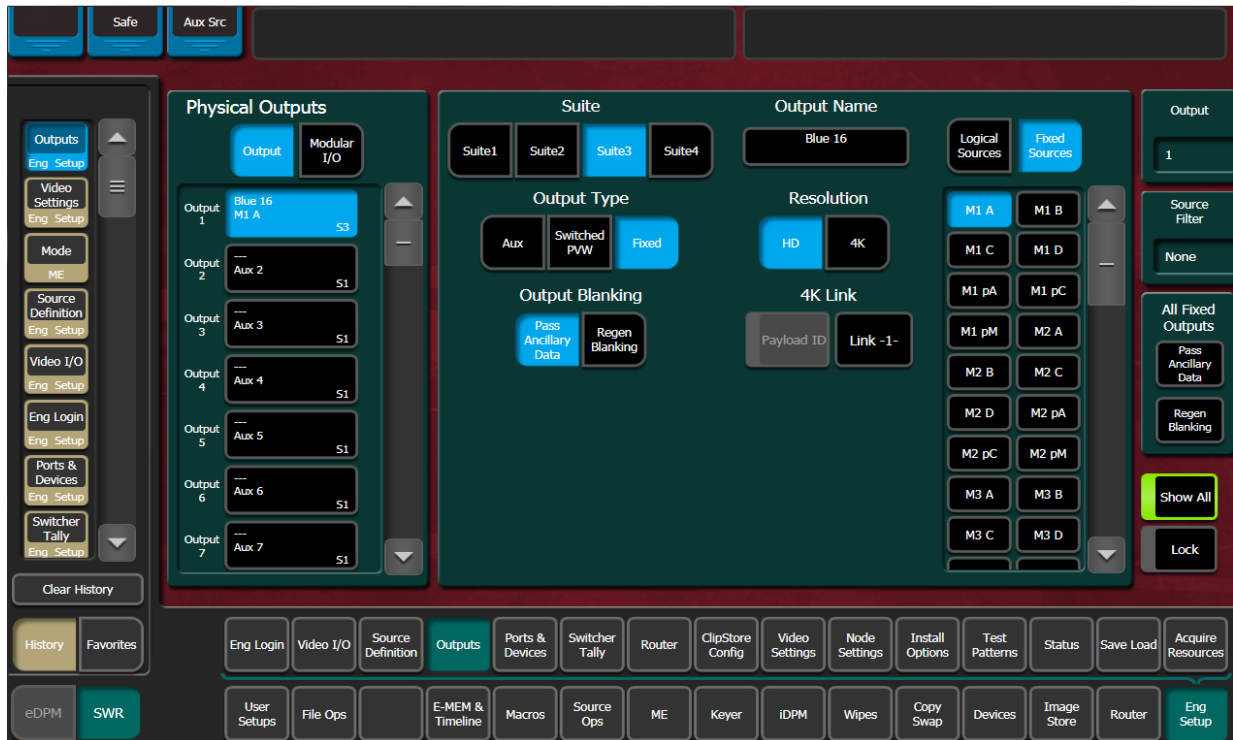 Safe
Aux Src
Outputs
Eng Setup
Video
Settings
Eng Setup
Mode
ME
Source
Definition
Eng Setup
Video I/O
Eng Setup
Eng Login
Eng Setup
Ports &
Devices
Eng Setup
Switcher
Tally
Eng Setup
Clear History
History
Favorites
eDPM
SWR
Physical Outputs
Output
Modular
I/O
Output
1
Blue 16
M1 A
S3
Output
2
---
Aux 2
S1
Output
3
---
Aux 3
S1
Output
4
---
Aux 4
S1
Output
5
---
Aux 5
S1
Output
6
---
Aux 6
S1
Output
7
---
Aux 7
S1
Suite
Suite1
Suite2
Suite3
Suite4
Output Type
Aux
Switched
PVW
Fixed
Output Blanking
Pass
Ancillary
Data
Regen
Blanking
Output Name
Blue 16
Resolution
HD
4K
4K Link
Payload ID
Link -1-
Logical
Sources
Fixed
Sources
M1 A
M1 B
M1 C
M1 D
M1 pA
M1 pC
M1 pM
M2 A
M2 B
M2 C
M2 D
M2 pA
M2 pC
M2 pM
M3 A
M3 B
M3 C
M3 D
Output
1
Source
Filter
None
All Fixed
Outputs
Pass
Ancillary
Data
Regen
Blanking
Show All
Lock
Eng Login
Video I/O
Source
Definition
Outputs
Ports &
Devices
Switcher
Tally
Router
ClipStore
Config
Video
Settings
Node
Settings
Install
Options
Test
Patterns
Status
Save Load
Acquire
Resources
User
Setups
File Ops
E-MEM &
Timeline
Macros
Source
Ops
ME
Keyer
iDPM
Wipes
Copy
Swap
Devices
Image
Store
Router
Eng
Setup